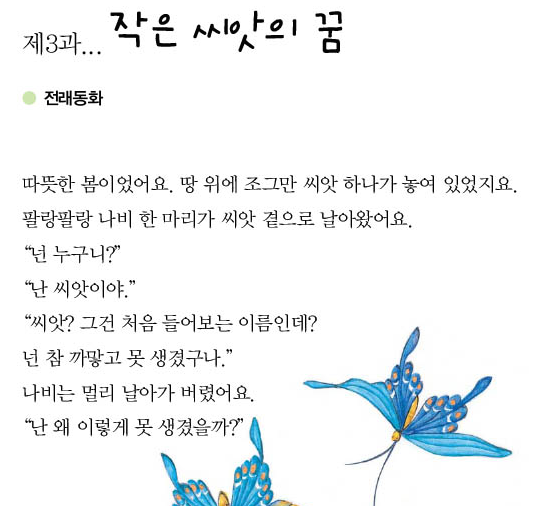 제3과... 작은 씨앗의 꿈
전래동화
따뜻한 봄이었어요. 땅 위에 조그만 씨앗 하나가 놓여 있었지요.
팔랑팔랑 나비 한 마리가 씨앗 곁으로 날아왔어요.
“넌 누구니?”
“난 씨앗이야.”
“씨앗? 그건 처음 들어보는 이름인데?
넌 참 까맣고 못 생겼구나.”
나비는 멀리 날아가 버렸어요.
“난 왜 이렇게 못 생겼을까?”